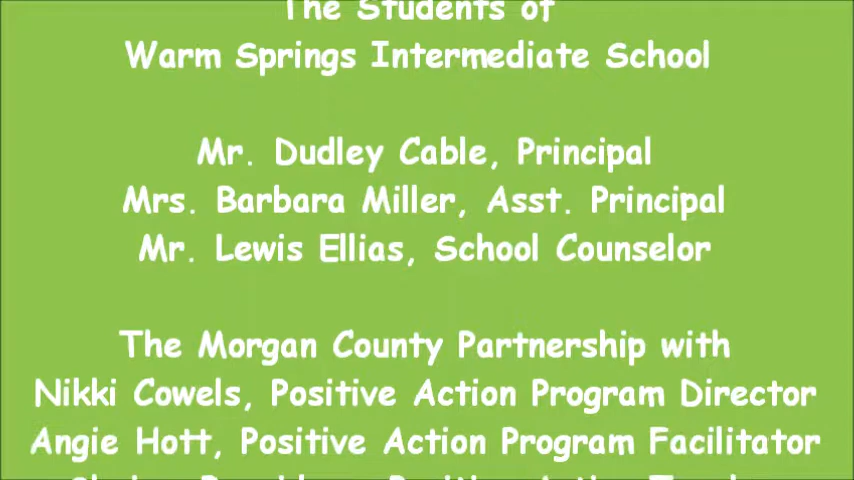 The Students of
Warm Springs Intermediate School
Mr. Dudley Cable, Principal
Mrs. Barbara Miller, Asst. Principal
Mr. Lewis Ellias, School Counselor
The Morgan County Partnership with
Nikki Cowels, Positive Action Program Director
Angie Hott, Positive Action Program Facilitator